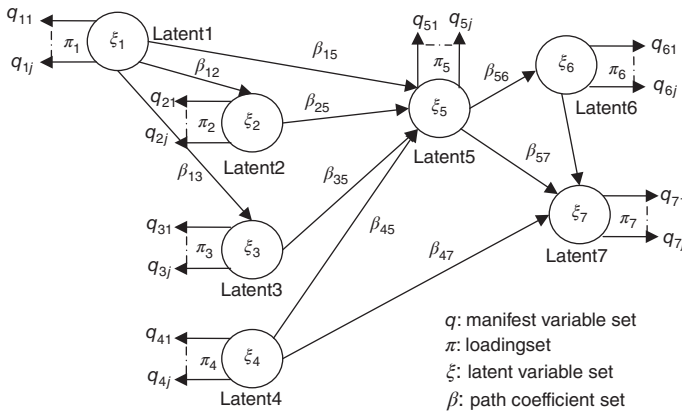 q11
ξ1
Latent1
π1
q1j
β15
β12
q21
π2
q2j
ξ2
Latent2
β25
β13
q51
q5j
π5
ξ5
Latent5
β56
ξ6
q61
π6
q6j
Latent6
β57
β35
q31
π3
q3j
ξ3
Latent3
β45
β47
ξ7
π7
Latent7
q41
π4
q4j
ξ4
Latent4
q: manifest variable set
π: loadingset
ξ: latent variable set
β: path coefficient set